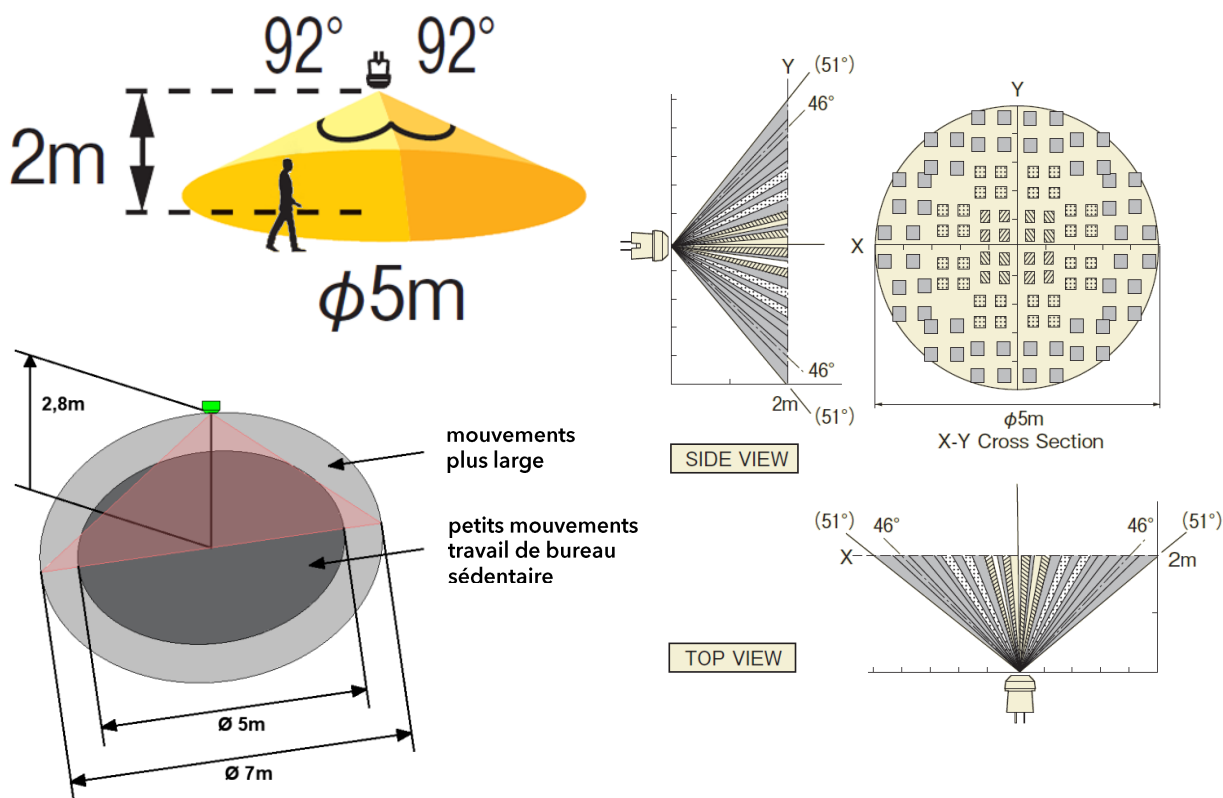 92° 92°
2m
ϕ5m
2,8m
mouvements
plus large
petits mouvements
travail de bureau
sédentaire
Ø 5m
Ø 7m
Y
(51°)
46°
46°
2m
(51°)
SIDE VIEW
Y
X
ϕ5m
X-Y Cross Section
(51°)
46°
46°
(51°)
X
2m
TOP VIEW